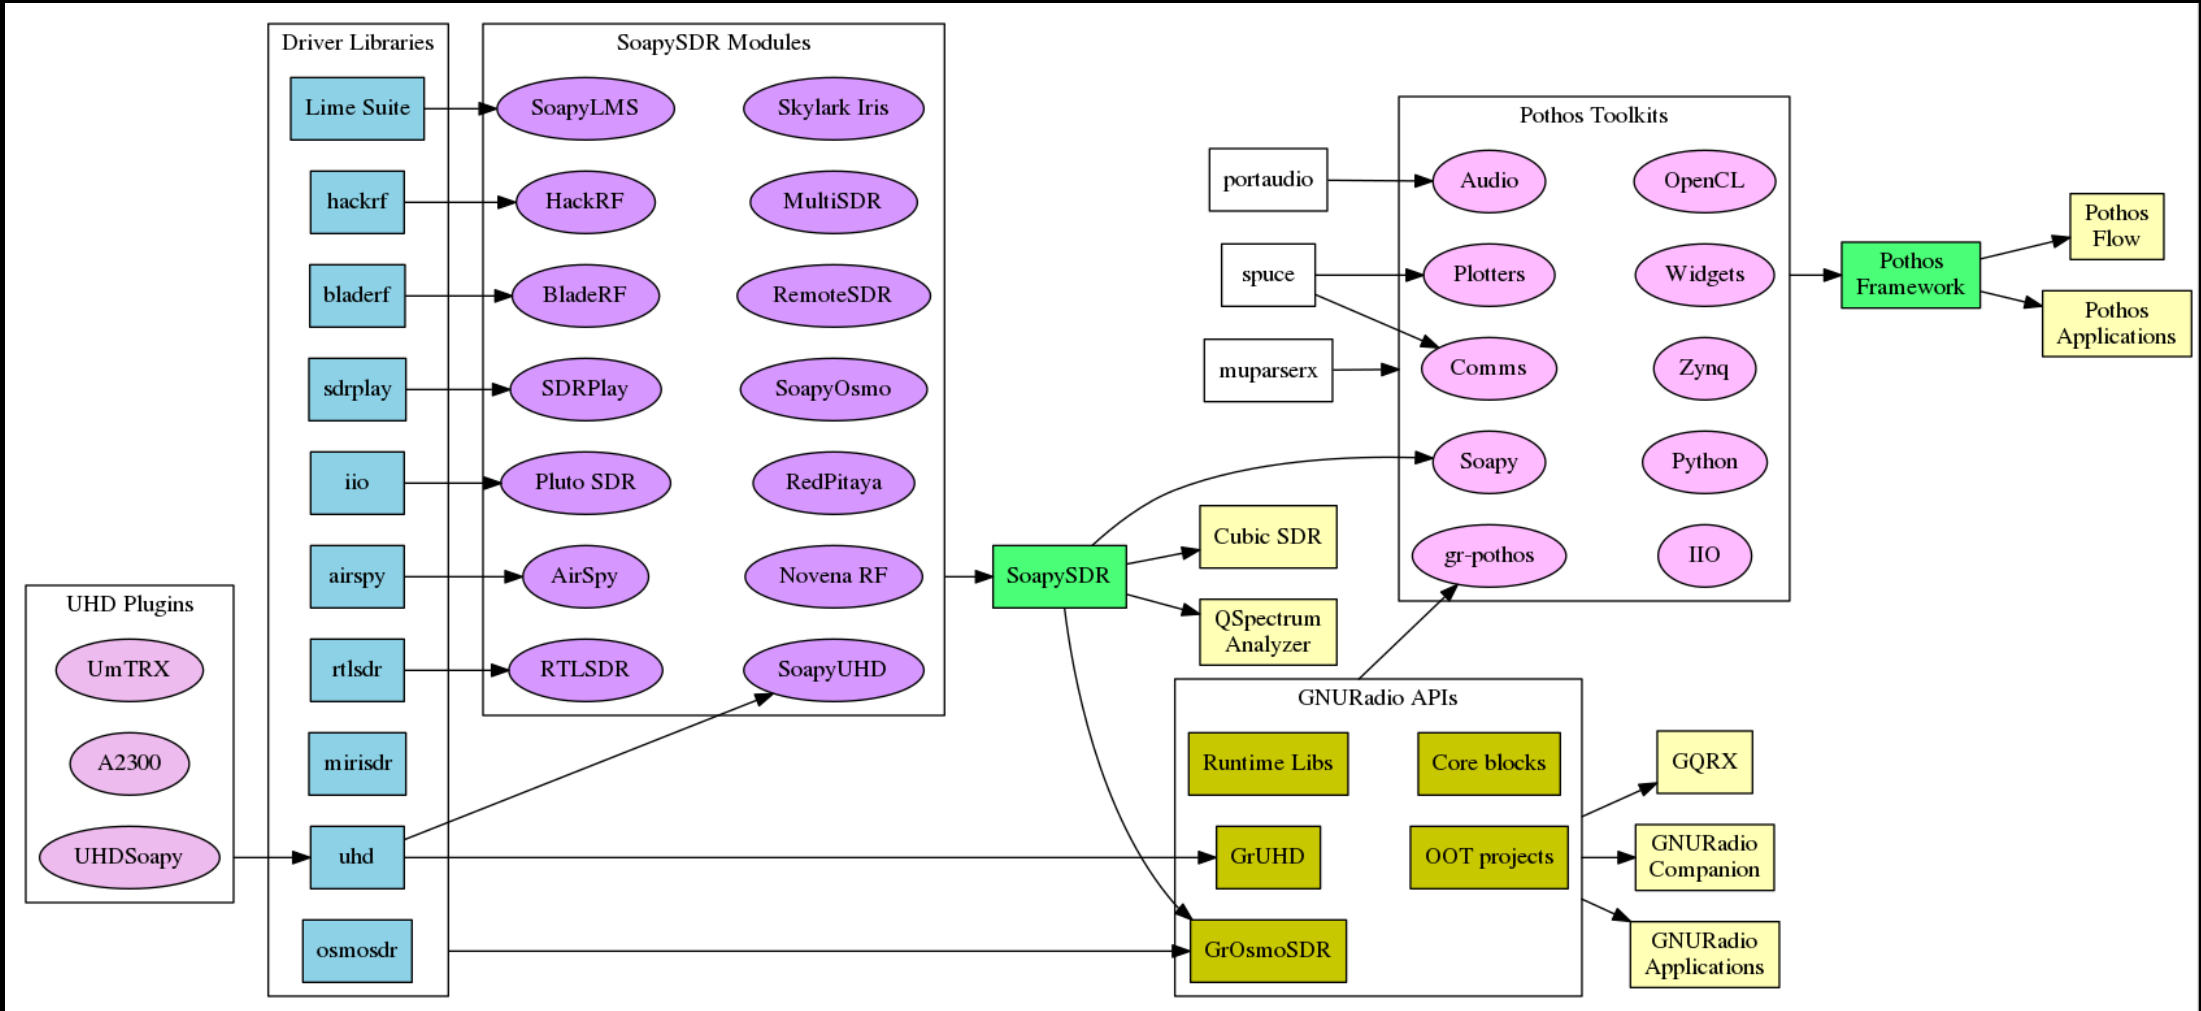 UHD Plugins
UmTRX
A2300
UHDSoapy
Driver Libraries
Lime Suite
hackrf
bladerf
sdrplay
iio
airspy
rtlsdr
mirisdr
uhd
osmosdr
SoapySDR Modules
SoapyLMS
Skylark Iris
HackRF
MultiSDR
BladeRF
RemoteSDR
SDRPlay
SoapyOsmo
Pluto SDR
RedPitaya
AirSpy
Novena RF
RTLSDR
SoapyUHD
SoapySDR
portaudio
spuce
muparserx
Cubic SDR
QSpectrum
Analyzer
Pothos Toolkits
Audio
OpenCL
Plotters
Widgets
Comms
Zynq
Soapy
Python
gr-pothos
IIO
GNURadio APIs
Runtime Libs
Core blocks
GrUHD
OOT projects
GrOsmoSDR
Pothos
Framework
Pothos
Flow
Pothos
Applications
GQRX
GNURadio
Companion
GNURadio
Applications